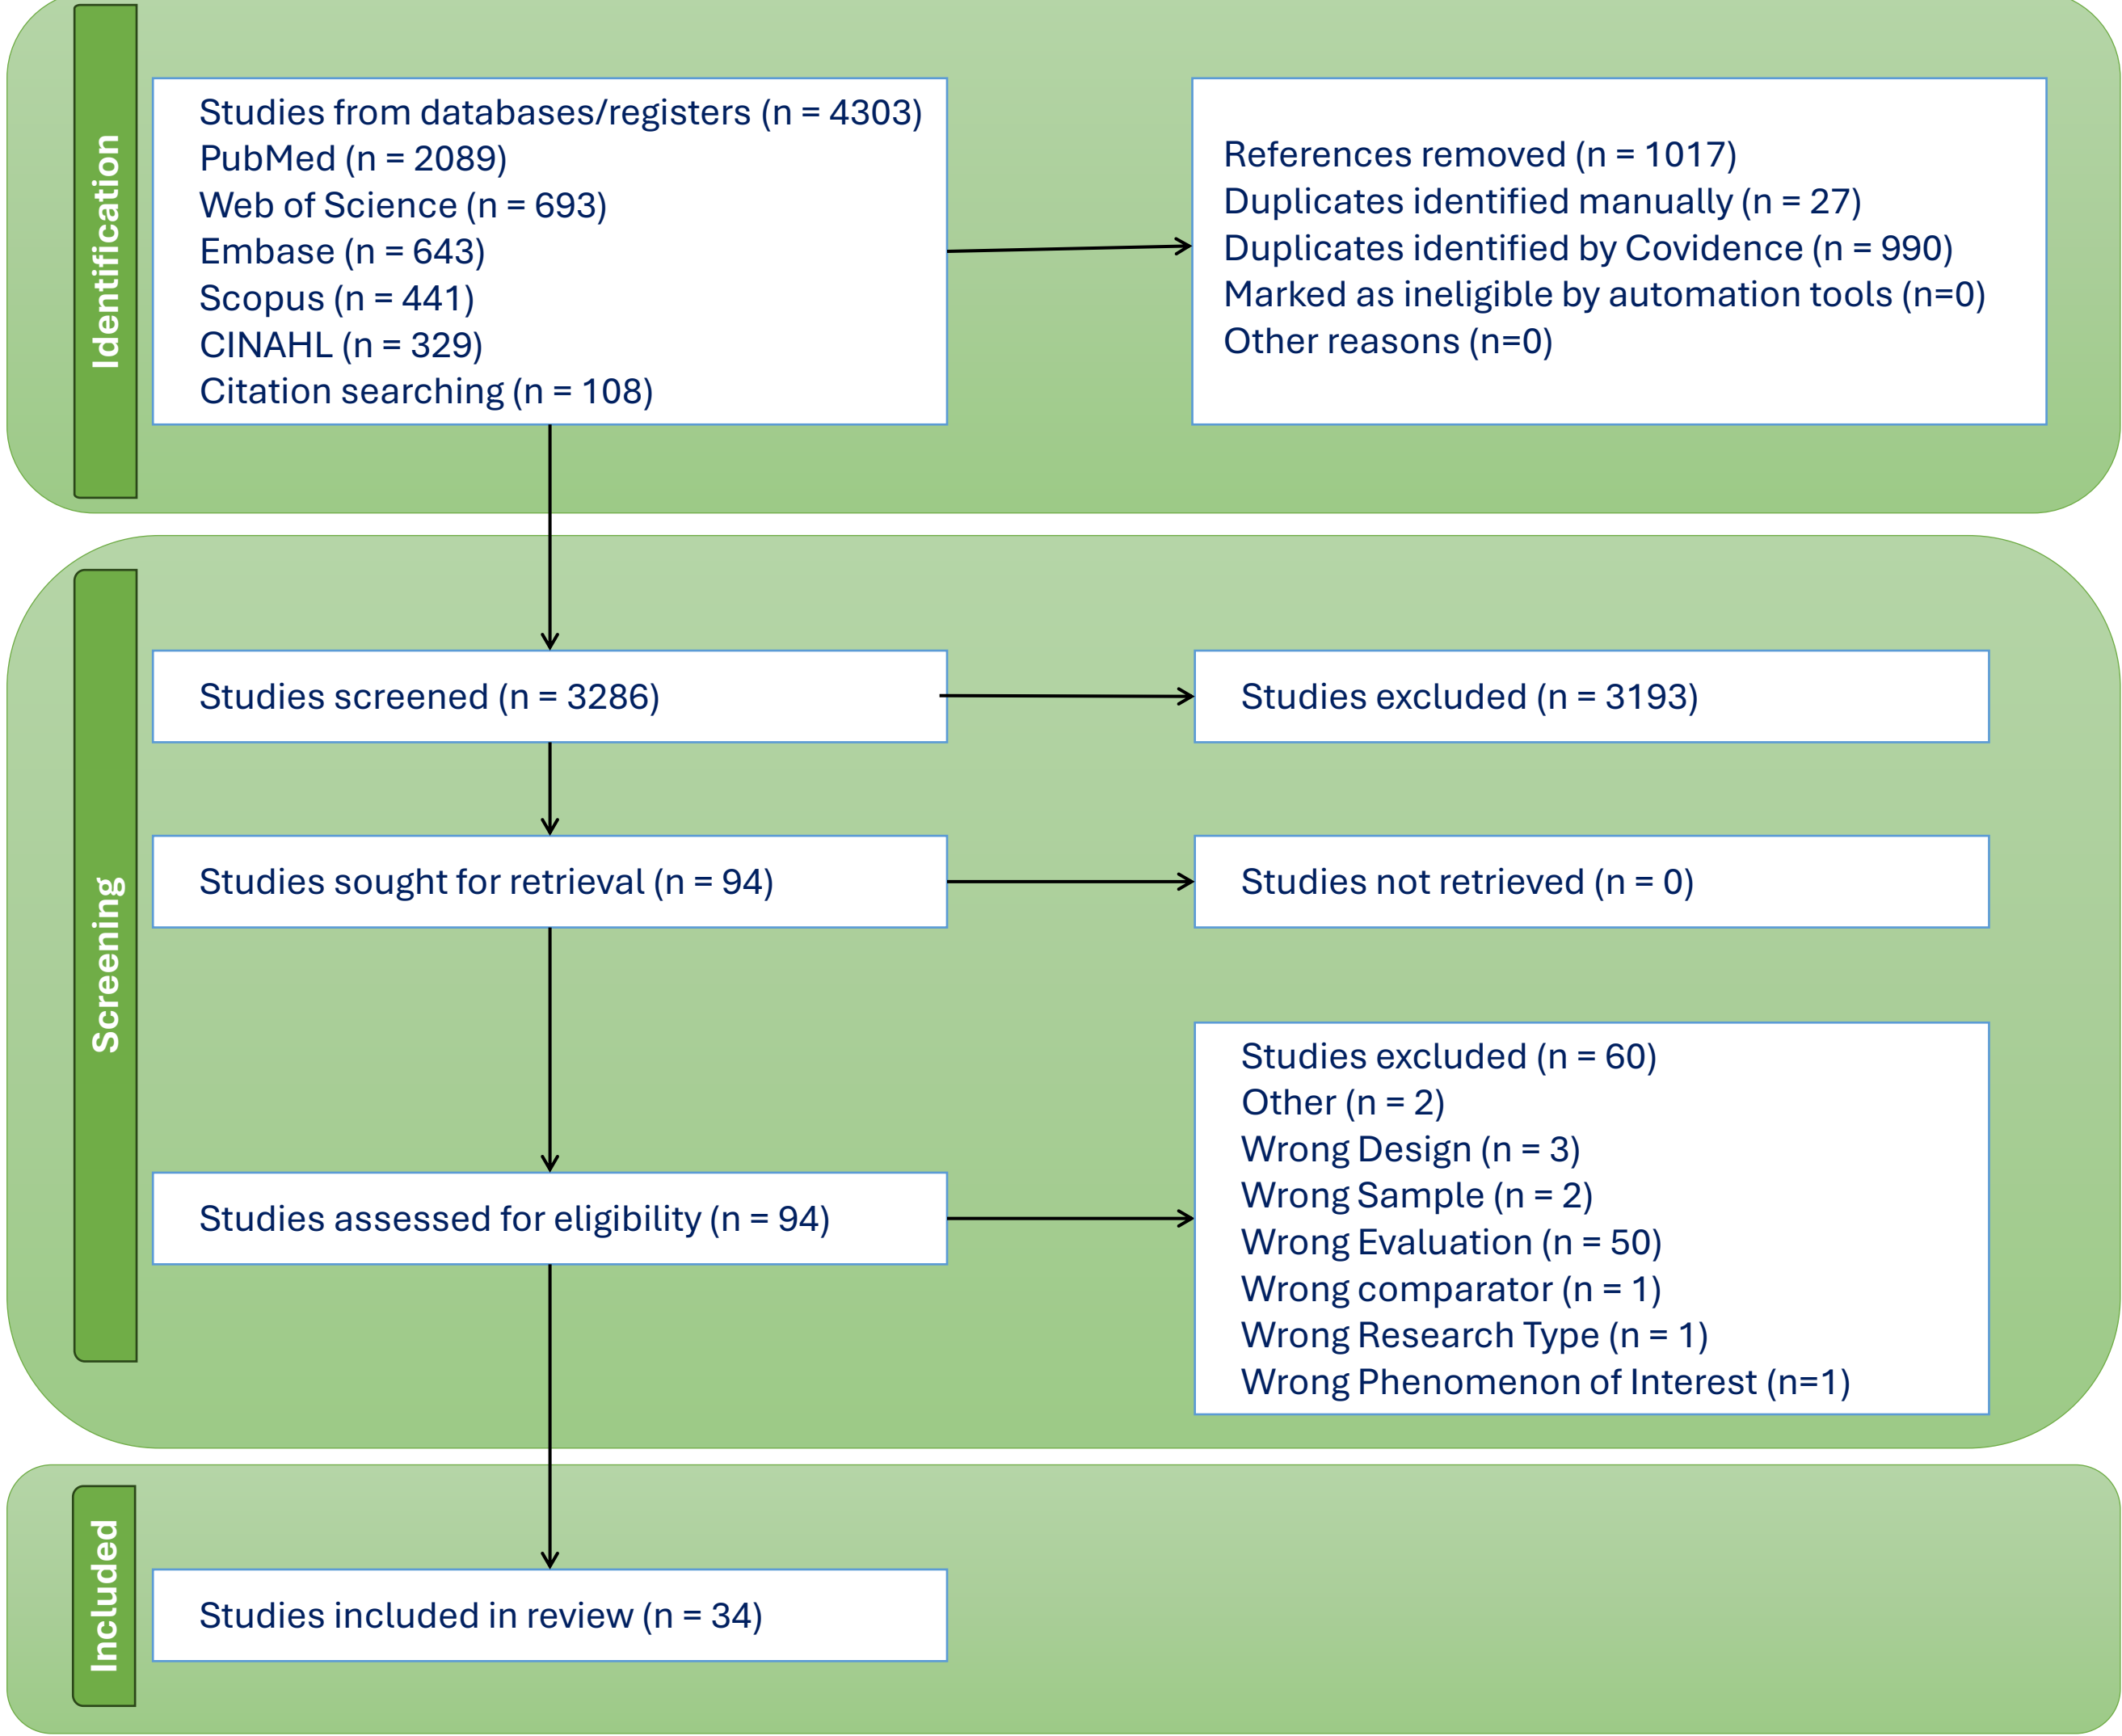 Identification
Studies from databases/registers (n = 4303)
PubMed (n = 2089)
Web of Science (n = 693)
Embase (n = 643)
Scopus (n = 441)
CINAHL (n = 329)
Citation searching (n = 108)
References removed (n = 1017)
Duplicates identified manually (n = 27)
Duplicates identified by Covidence (n = 990)
Marked as ineligible by automation tools (n=0)
Other reasons (n=0)
Screening
Studies screened (n = 3286)
Studies excluded (n = 3193)
Studies sought for retrieval (n = 94)
Studies not retrieved (n = 0)
Studies assessed for eligibility (n = 94)
Studies excluded (n = 60)
Other (n = 2)
Wrong Design (n = 3)
Wrong Sample (n = 2)
Wrong Evaluation (n = 50)
Wrong comparator (n = 1)
Wrong Research Type (n = 1)
Wrong Phenomenon of Interest (n=1)
Included
Studies included in review (n = 34)